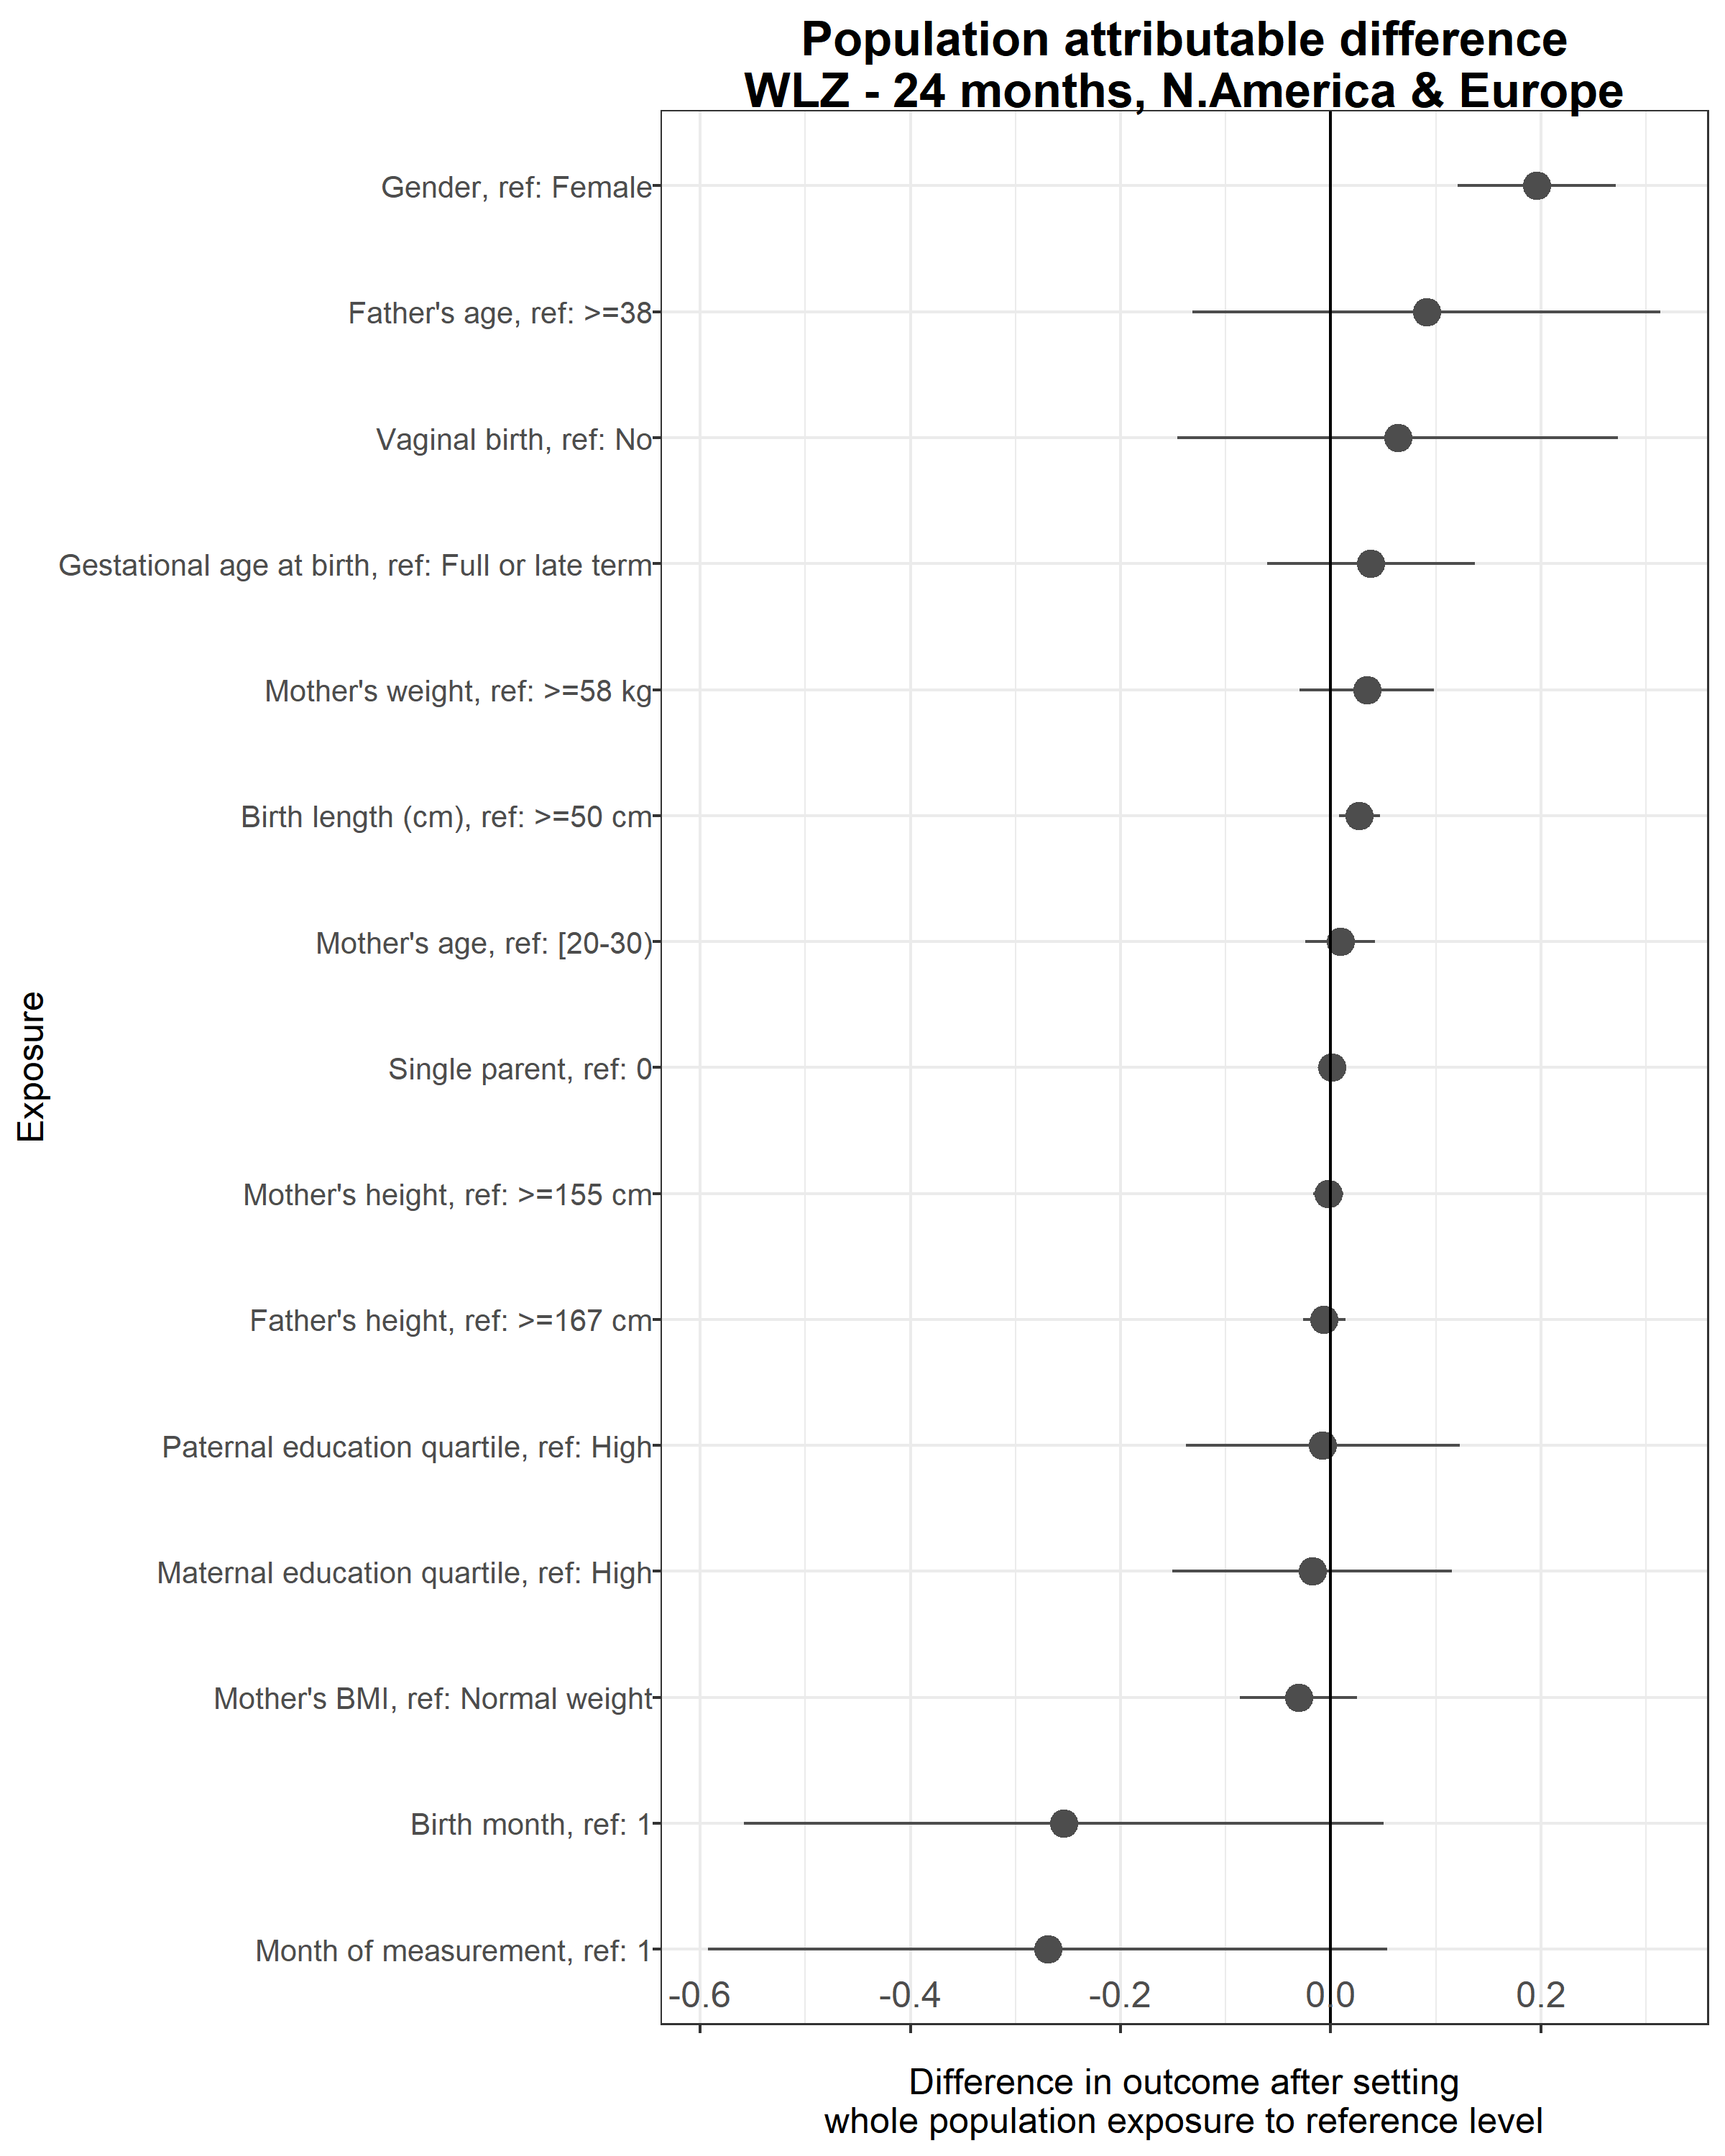 Population attributable difference
WLZ - 24 months, N.America & Europe
Gender, ref: Female
Father's age, ref: >=38
Vaginal birth, ref: No
Gestational age at birth, ref: Full or late term
Mother's weight, ref: >=58 kg
Birth length (cm), ref: >=50 cm
Mother's age, ref: [20-30)
Single parent, ref: 0
Mother's height, ref: >=155 cm
Father's height, ref: >=167 cm
Paternal education quartile, ref: High
Maternal education quartile, ref: High
Mother's BMI, ref: Normal weight
Birth month, ref: 1
Month of measurement, ref: 1
Exposure
-0.6 -0.4 -0.2 0.0 0.2
Difference in outcome after setting
whole population exposure to reference level